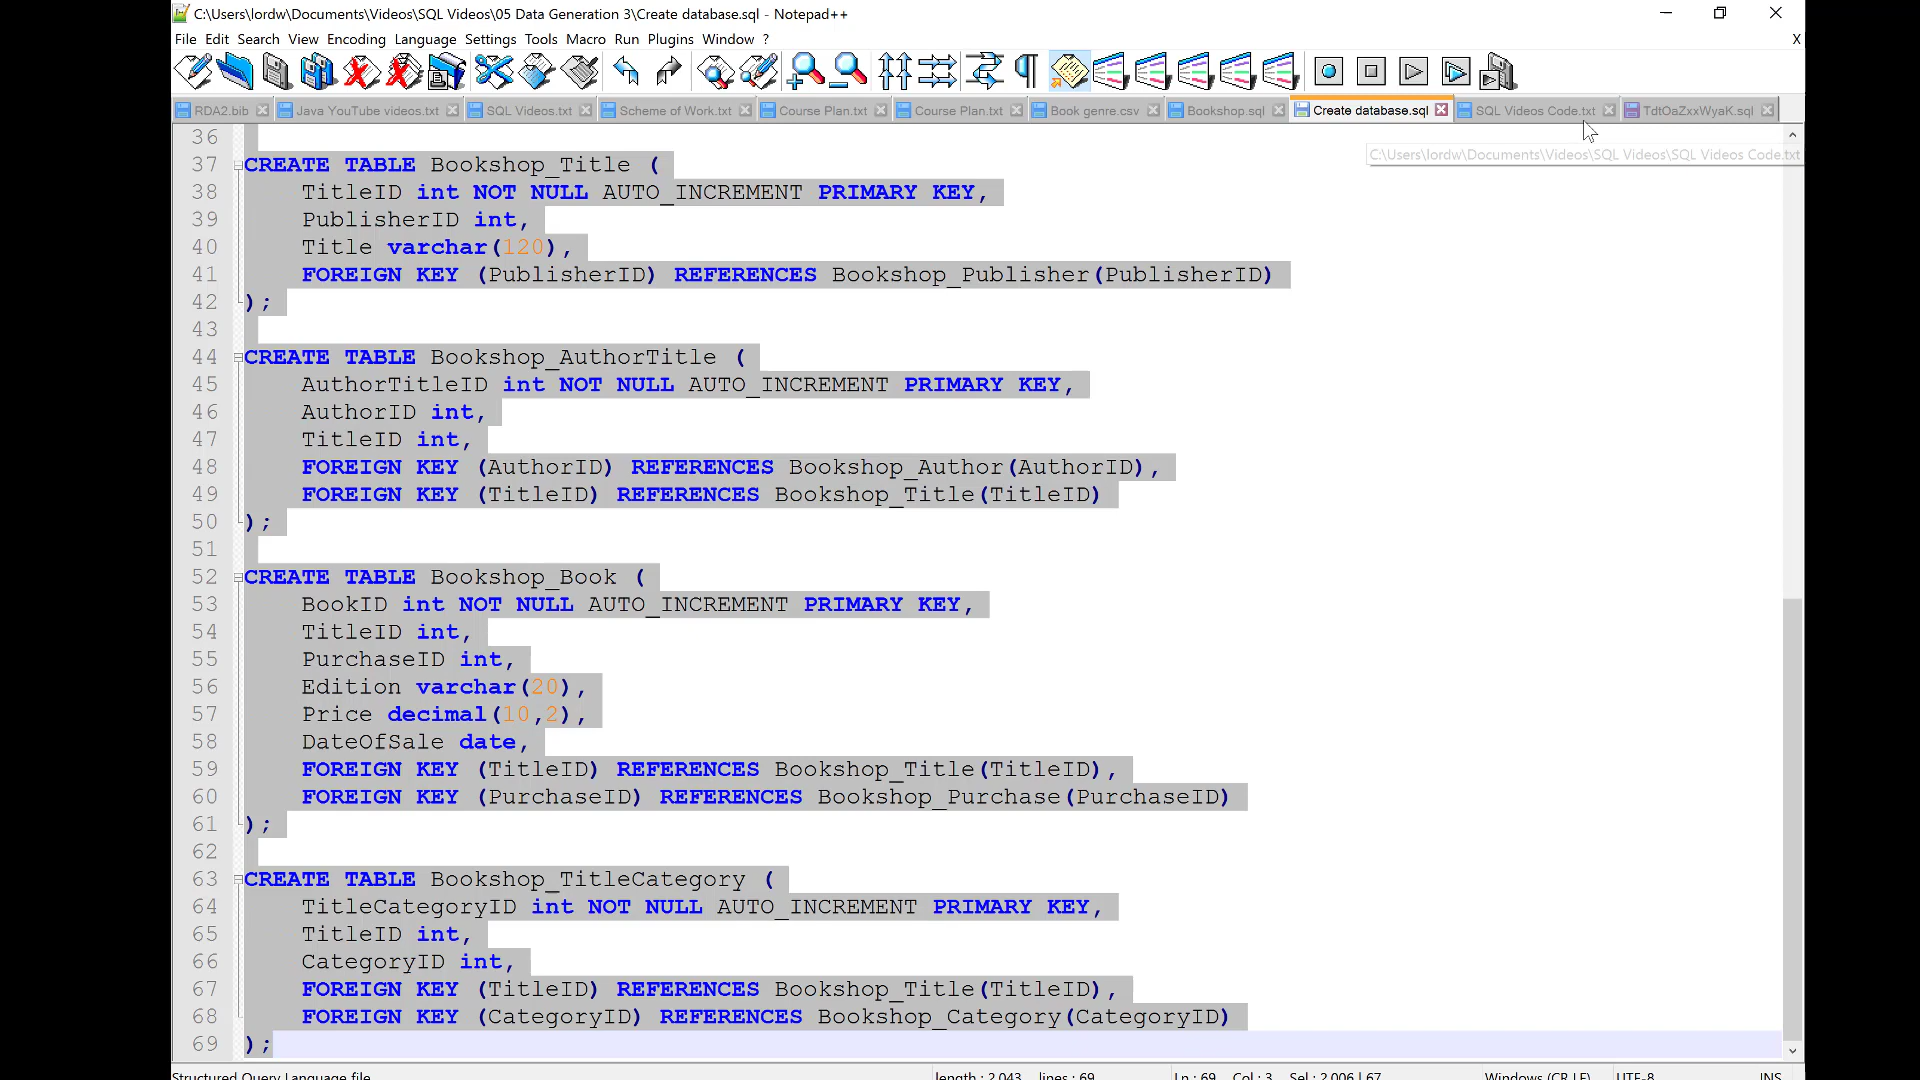 C:\Users\lordw\Documents\Videos\SQL Videos\05 Data Generation 3\Create database.sql - Notepad++
File Edit Search View Encoding Language Settings Tools Macro Run Plugins Window ? X
RDA2.bib Java YouTube videos.txt SQL Videos.txt Scheme of Work.txt Course Plan.txt Course Plan.txt Book genre.csv Bookshop.sql Create database.sql SQL Videos Code.txt TdtOaZxxWyaK.sql
C:\Users\lordw\Documents\Videos\SQL Videos\SQL Videos Code.txt
36
37 CREATE TABLE Bookshop_Title (
38 TitleID int NOT NULL AUTO_INCREMENT PRIMARY KEY,
39 PublisherID int,
40 Title varchar(120),
41 FOREIGN KEY (PublisherID) REFERENCES Bookshop_Publisher(PublisherID)
42 );
43
44 CREATE TABLE Bookshop_AuthorTitle (
45 AuthorTitleID int NOT NULL AUTO_INCREMENT PRIMARY KEY,
46 AuthorID int,
47 TitleID int,
48 FOREIGN KEY (AuthorID) REFERENCES Bookshop_Author(AuthorID),
49 FOREIGN KEY (TitleID) REFERENCES Bookshop_Title(TitleID)
50 );
51
52 CREATE TABLE Bookshop_Book (
53 BookID int NOT NULL AUTO_INCREMENT PRIMARY KEY,
54 TitleID int,
55 PurchaseID int,
56 Edition varchar(20),
57 Price decimal(10,2),
58 DateOfSale date,
59 FOREIGN KEY (TitleID) REFERENCES Bookshop_Title(TitleID),
60 FOREIGN KEY (PurchaseID) REFERENCES Bookshop_Purchase(PurchaseID)
61 );
62
63 CREATE TABLE Bookshop_TitleCategory (
64 TitleCategoryID int NOT NULL AUTO_INCREMENT PRIMARY KEY,
65 TitleID int,
66 CategoryID int,
67 FOREIGN KEY (TitleID) REFERENCES Bookshop_Title(TitleID),
68 FOREIGN KEY (CategoryID) REFERENCES Bookshop_Category(CategoryID)
69 );
Structured Query Language file length : 2,043 lines : 69 Ln : 69 Col : 3 Sel : 2,006 | 67 Windows (CR LF) UTF-8 INS